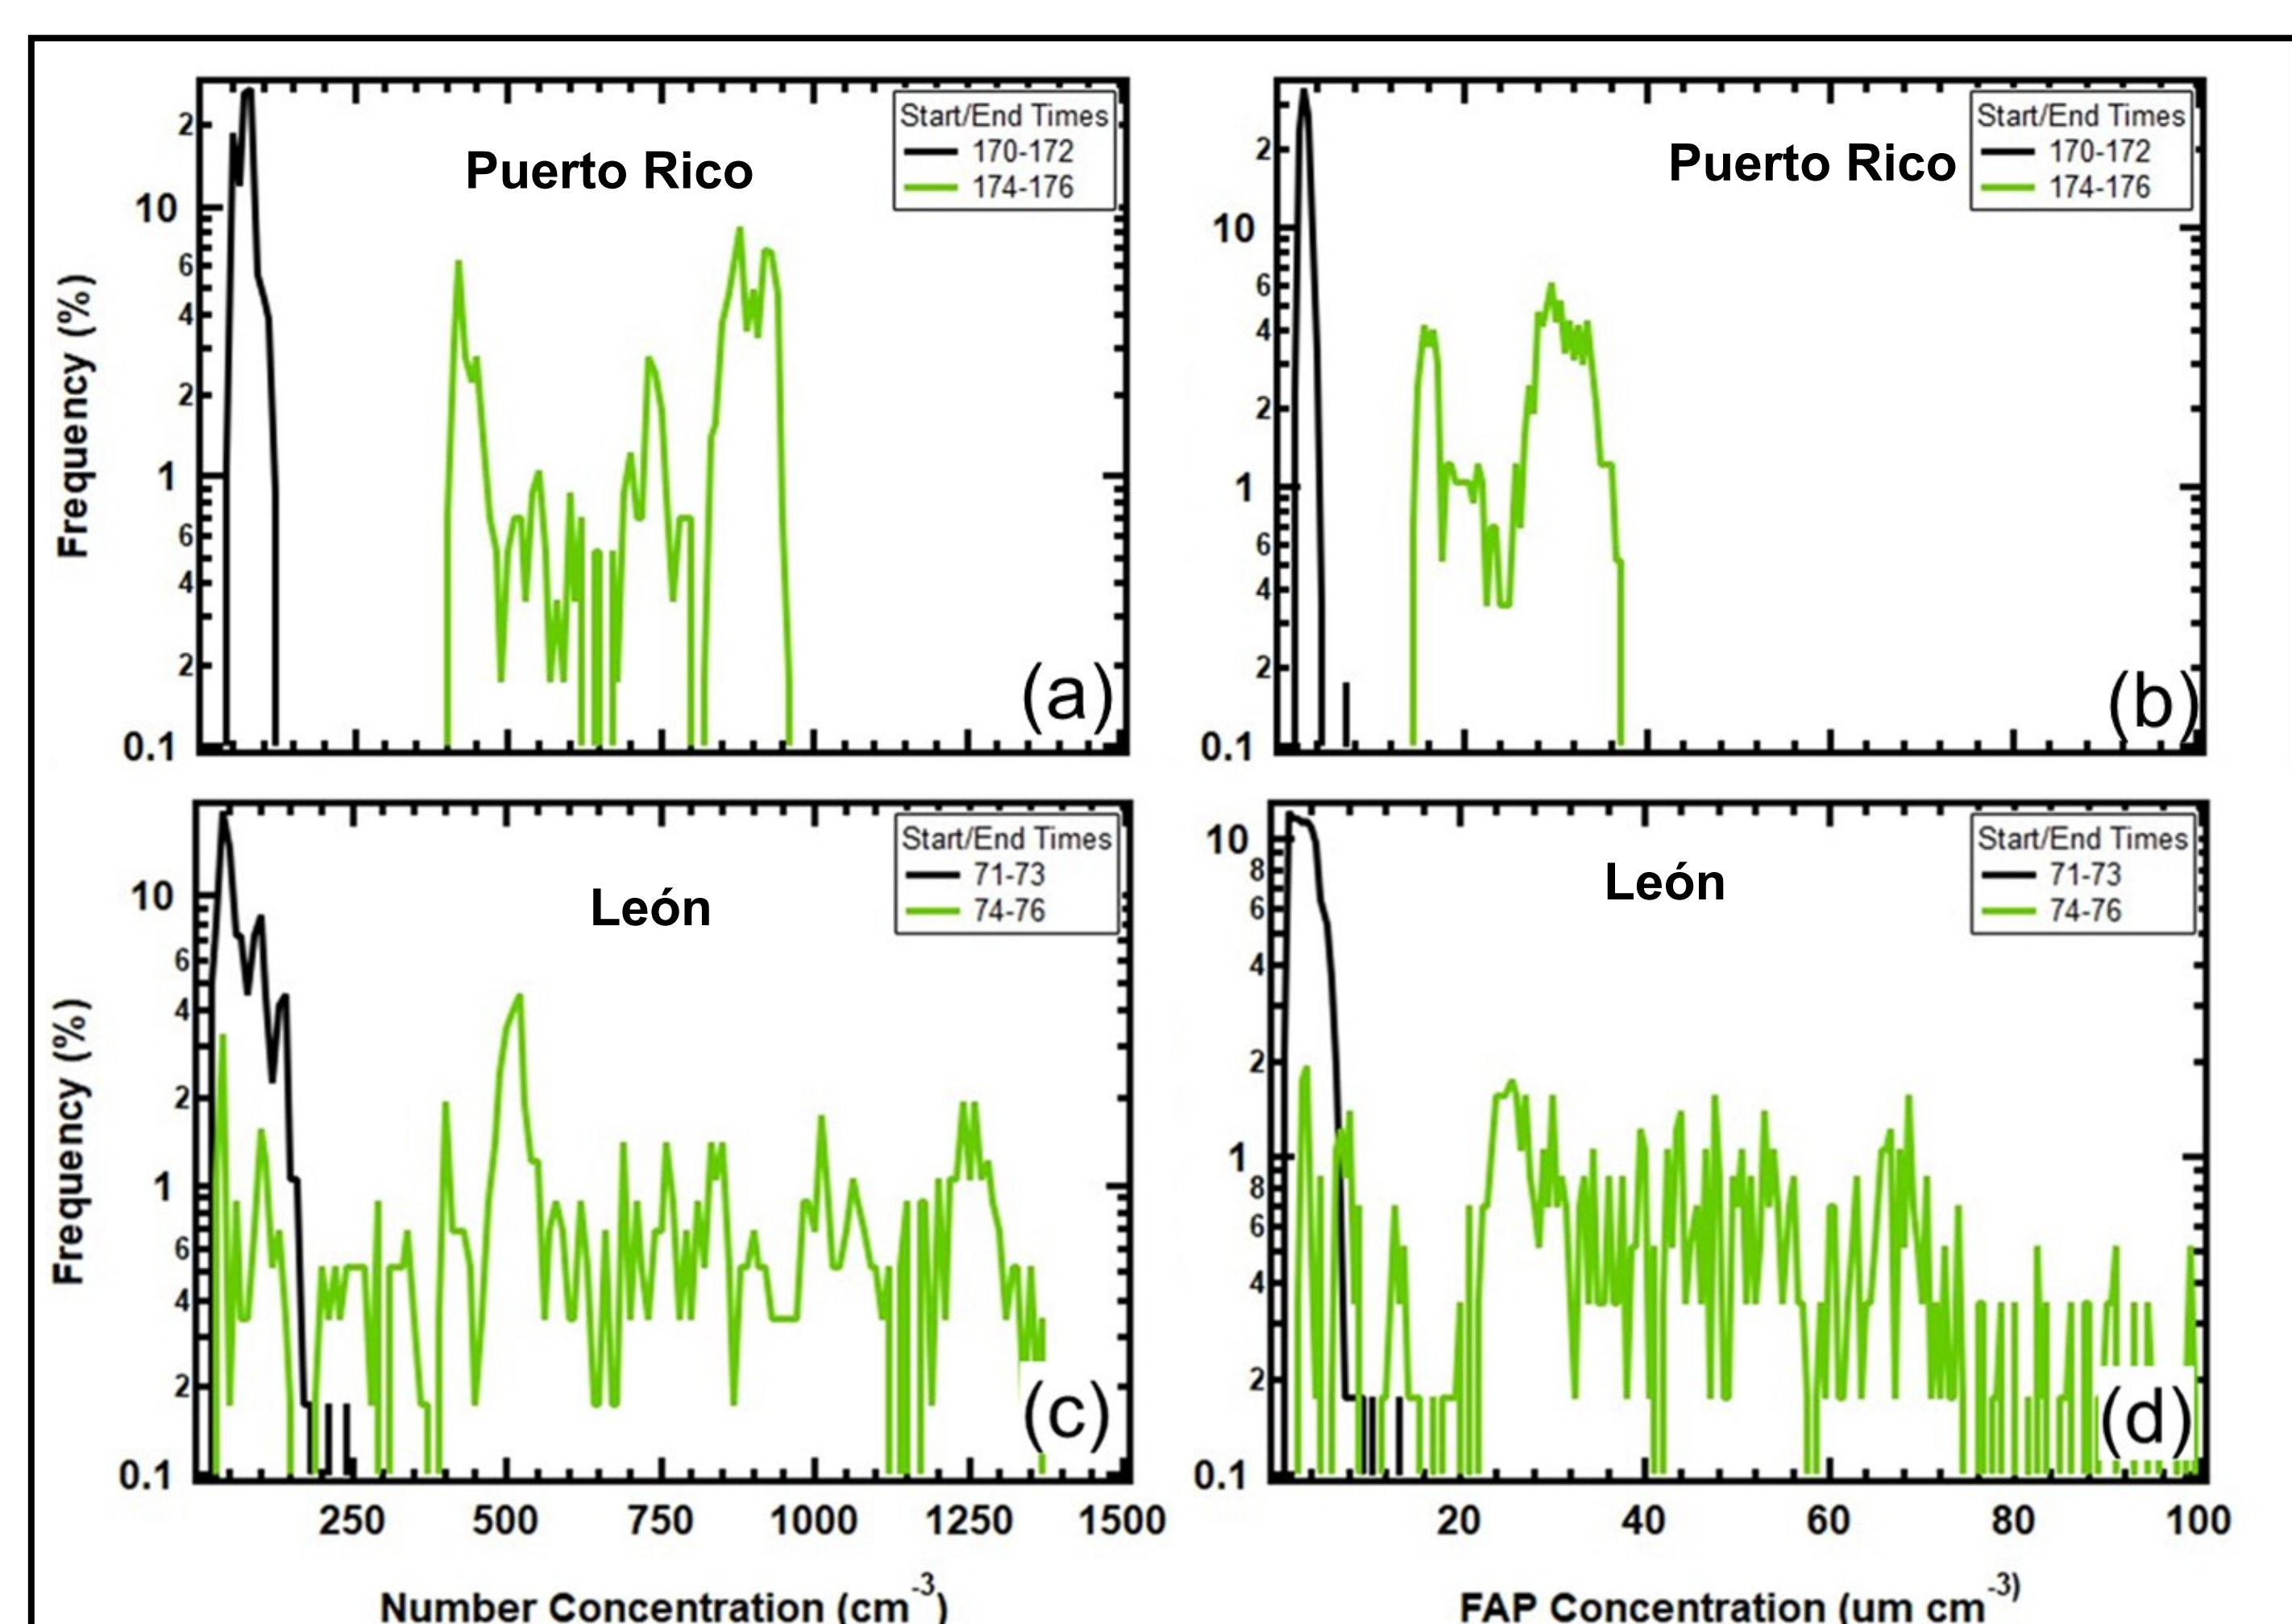 Start/End Times
170-172
174-176
Puerto Rico
2
10
6
4
2
1
6
4
2
0.1
Frequency (%)
(a)
Start/End Times
170-172
174-176
Puerto Rico
2
10
6
4
2
1
6
4
2
0.1
(b)
Start/End Times
71-73
74-76
León
10
6
4
2
1
6
4
2
0.1
Frequency (%)
(c)
250 500 750 1000 1250 1500
Number Concentration (cm-3)
Start/End Times
71-73
74-76
León
10
8
6
4
2
1
8
6
4
2
0.1
(d)
20 40 60 80 100
FAP Concentration (um cm-3)